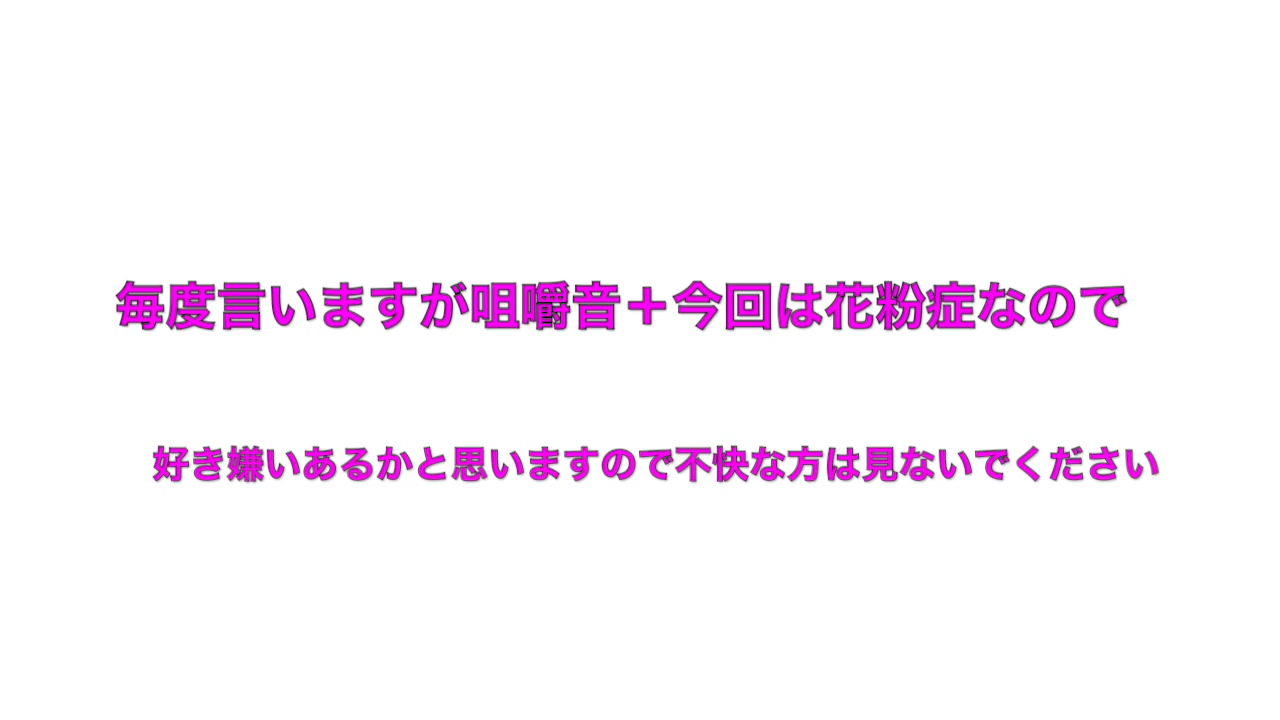 毎度言いますが咀嚼音＋今回は花粉症なので
好き嫌いあるかと思いますので不快な方は見ないでください